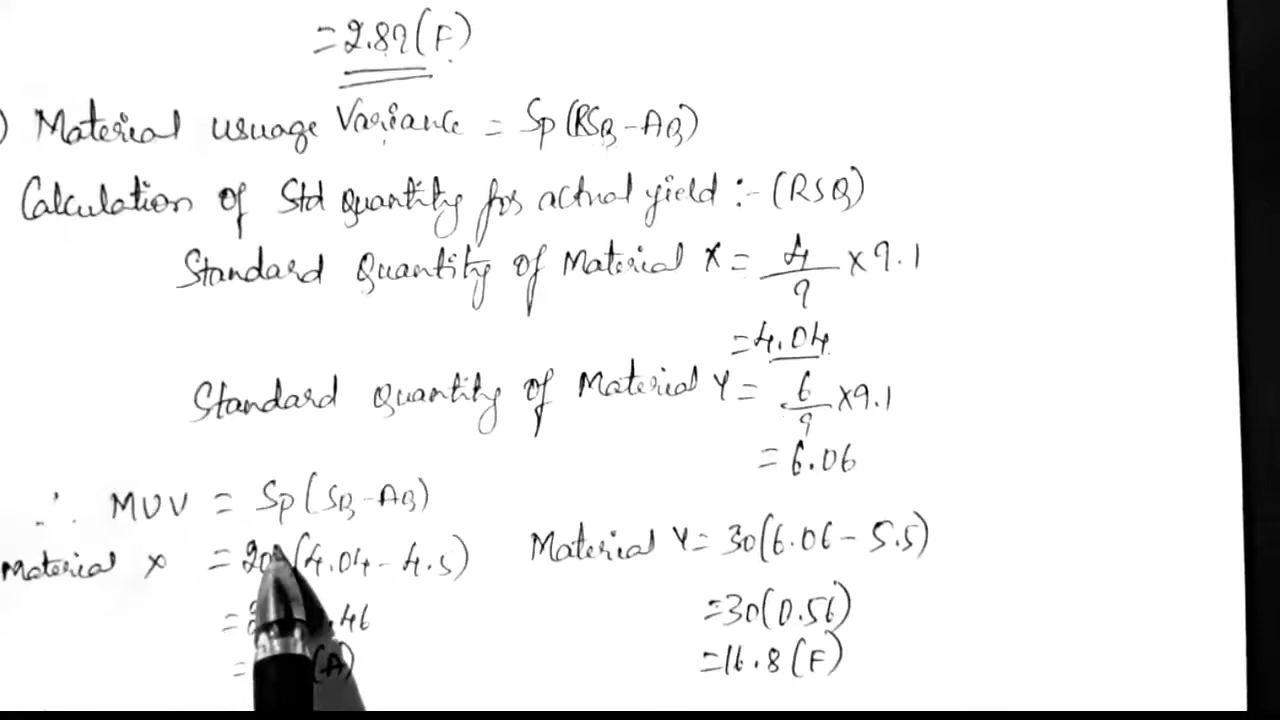 = 2.89 (F)
) Material usuage Variance = Sp (RSQ - AQ)
Calculation of Std Quantity for actual yield :- (RSQ)
Standard Quantity of Material X = 4/9 × 9.1
= 4.04
Standard Quantity of Material Y = 6/9 × 9.1
= 6.06
∴ MUV = Sp (SQ - AQ)
Material X = 20 (4.04 - 4.5)
= .46
= (A)
Material Y = 30 (6.06 - 5.5)
= 30 (0.56)
= 16.8 (F)